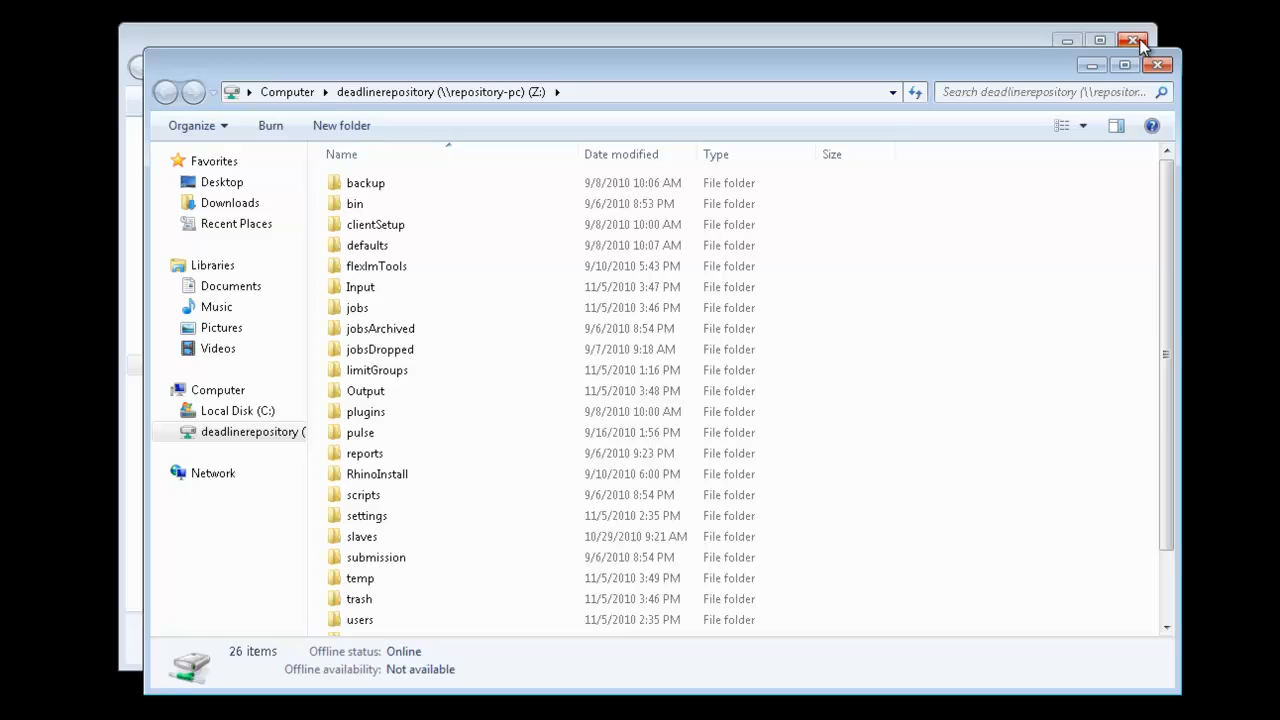 Computer deadlinerepository (\\repository-pc) (Z:)
Search deadlinerepository (\\repositor...
Organize Burn New folder
Name Date modified Type Size
Favorites
Desktop
Downloads
Recent Places
Libraries
Documents
Music
Pictures
Videos
Computer
Local Disk (C:)
deadlinerepository (
Network
backup 9/8/2010 10:06 AM File folder
bin 9/6/2010 8:53 PM File folder
clientSetup 9/8/2010 10:00 AM File folder
defaults 9/8/2010 10:07 AM File folder
flexlmTools 9/10/2010 5:43 PM File folder
Input 11/5/2010 3:47 PM File folder
jobs 11/5/2010 3:46 PM File folder
jobsArchived 9/6/2010 8:54 PM File folder
jobsDropped 9/7/2010 9:18 AM File folder
limitGroups 11/5/2010 1:16 PM File folder
Output 11/5/2010 3:48 PM File folder
plugins 9/8/2010 10:00 AM File folder
pulse 9/16/2010 1:56 PM File folder
reports 9/6/2010 9:23 PM File folder
RhinoInstall 9/10/2010 6:00 PM File folder
scripts 9/6/2010 8:54 PM File folder
settings 11/5/2010 2:35 PM File folder
slaves 10/29/2010 9:21 AM File folder
submission 9/6/2010 8:54 PM File folder
temp 11/5/2010 3:49 PM File folder
trash 11/5/2010 3:46 PM File folder
users 11/5/2010 2:35 PM File folder
26 items Offline status: Online
Offline availability: Not available